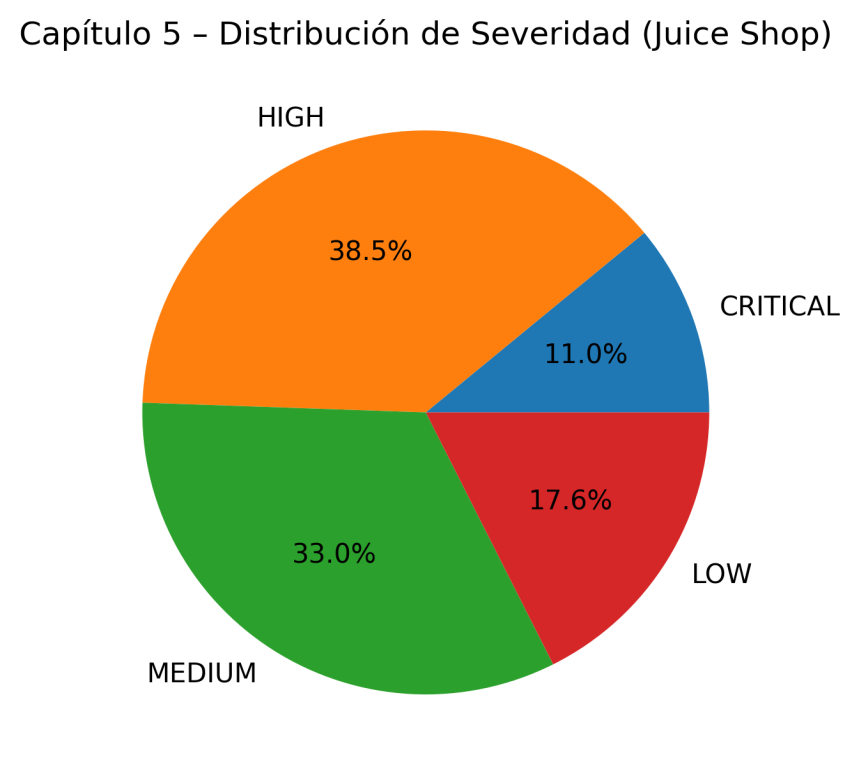 Capítulo 5 – Distribución de Severidad (Juice Shop)
HIGH
38.5%
CRITICAL
11.0%
17.6%
33.0%
LOW
MEDIUM